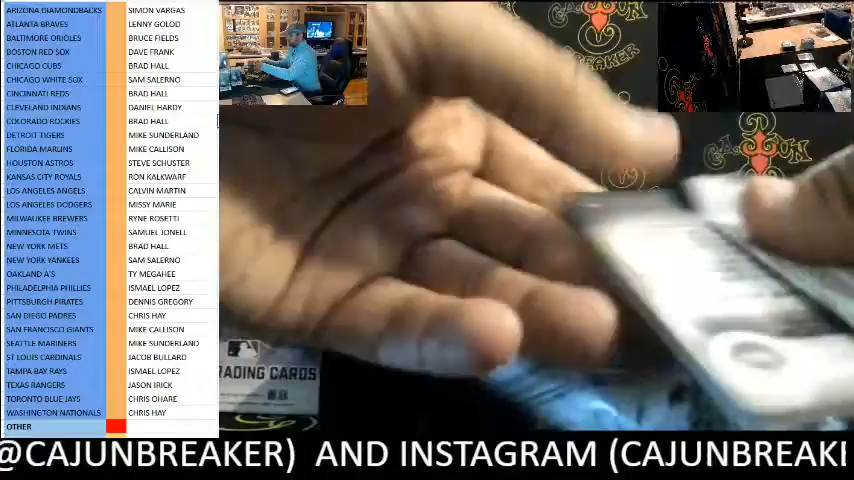 ARIZONA DIAMONDBACKS SIMON VARGAS
ATLANTA BRAVES LENNY GOLOD
BALTIMORE ORIOLES BRUCE FIELDS
BOSTON RED SOX DAVE FRANK
CHICAGO CUBS BRAD HALL
CHICAGO WHITE SOX SAM SALERNO
CINCINNATI REDS BRAD HALL
CLEVELAND INDIANS DANIEL HARDY
COLORADO ROCKIES BRAD HALL
DETROIT TIGERS MIKE SUNDERLAND
FLORIDA MARLINS MIKE CALLISON
HOUSTON ASTROS STEVE SCHUSTER
KANSAS CITY ROYALS RON KALKWARF
LOS ANGELES ANGELS CALVIN MARTIN
LOS ANGELES DODGERS MISSY MARIE
MILWAUKEE BREWERS RYNE ROSETTI
MINNESOTA TWINS SAMUEL JONELL
NEW YORK METS BRAD HALL
NEW YORK YANKEES SAM SALERNO
OAKLAND A'S TY MEGAHEE
PHILADELPHIA PHILLIES ISMAEL LOPEZ
PITTSBURGH PIRATES DENNIS GREGORY
SAN DIEGO PADRES CHRIS HAY
SAN FRANCISCO GIANTS MIKE CALLISON
SEATTLE MARINERS MIKE SUNDERLAND
ST LOUIS CARDINALS JACOB BULLARD
TAMPA BAY RAYS ISMAEL LOPEZ
TEXAS RANGERS JASON IRICK
TORONTO BLUE JAYS CHRIS OHARE
WASHINGTON NATIONALS CHRIS HAY
OTHER
CAJUN
BREAKER
RADING CARDS
@CAJUNBREAKER) AND INSTAGRAM (CAJUNBREAKE